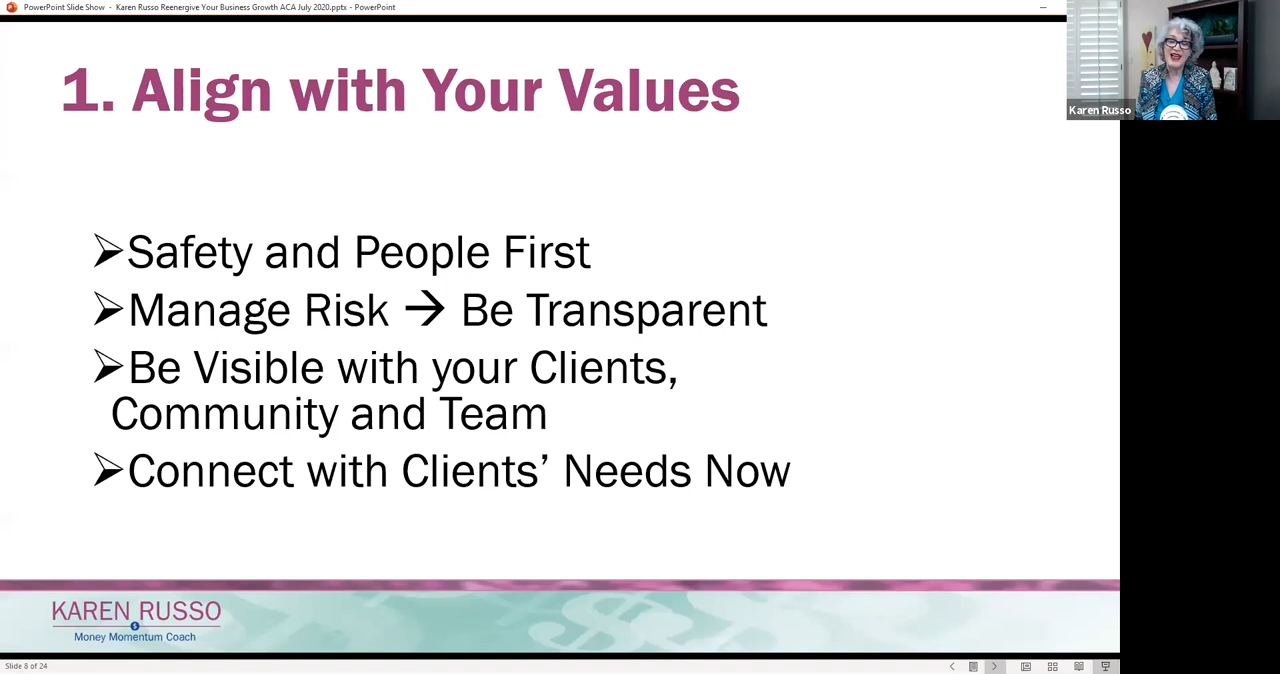 PowerPoint Slide Show - Karen Russo Reenergive Your Business Growth ACA July 2020.pptx - PowerPoint
1. Align with Your Values
Karen Russo
➢Safety and People First
➢Manage Risk → Be Transparent
➢Be Visible with your Clients,
Community and Team
➢Connect with Clients’ Needs Now
KAREN RUSSO
Money Momentum Coach
Slide 8 of 24